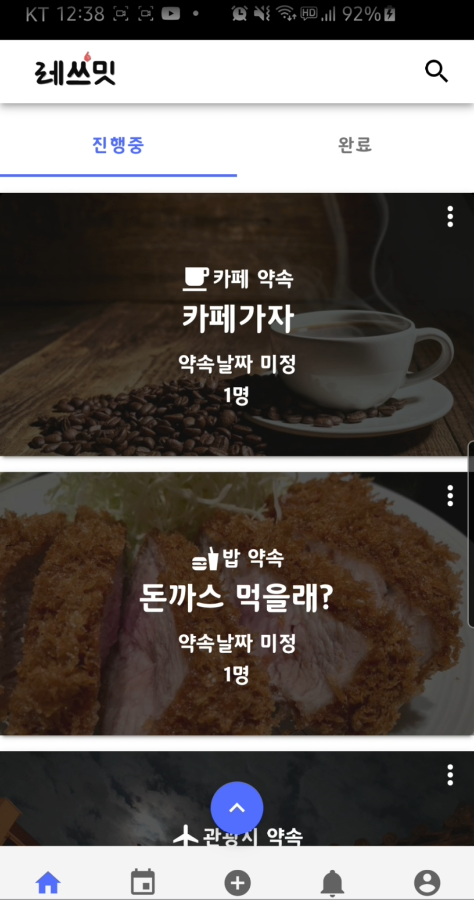 KT 12:38 HD 92%
레쓰밋
진행중 완료
카페 약속
카페가자
약속날짜 미정
1명
밥 약속
돈까스 먹을래?
약속날짜 미정
1명
관광지 약속